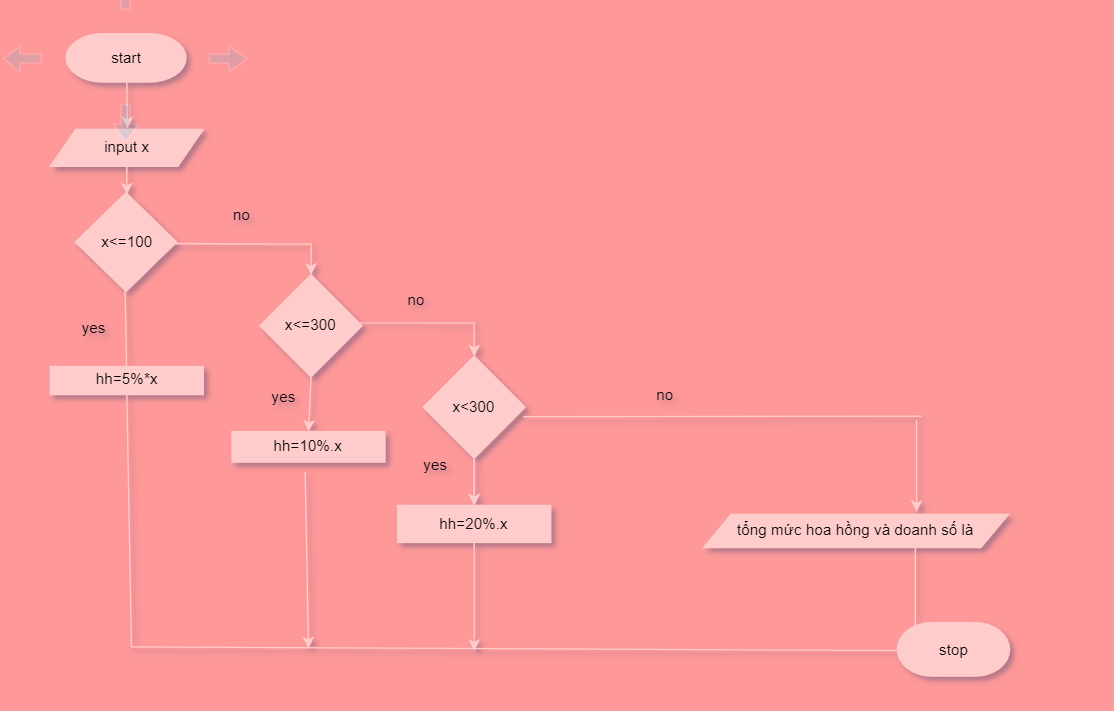 start
input x
x<=100
no
yes
hh=5%*x
x<=300
no
yes
hh=10%.x
x<300
no
yes
hh=20%.x
tổng mức hoa hồng và doanh số là
stop